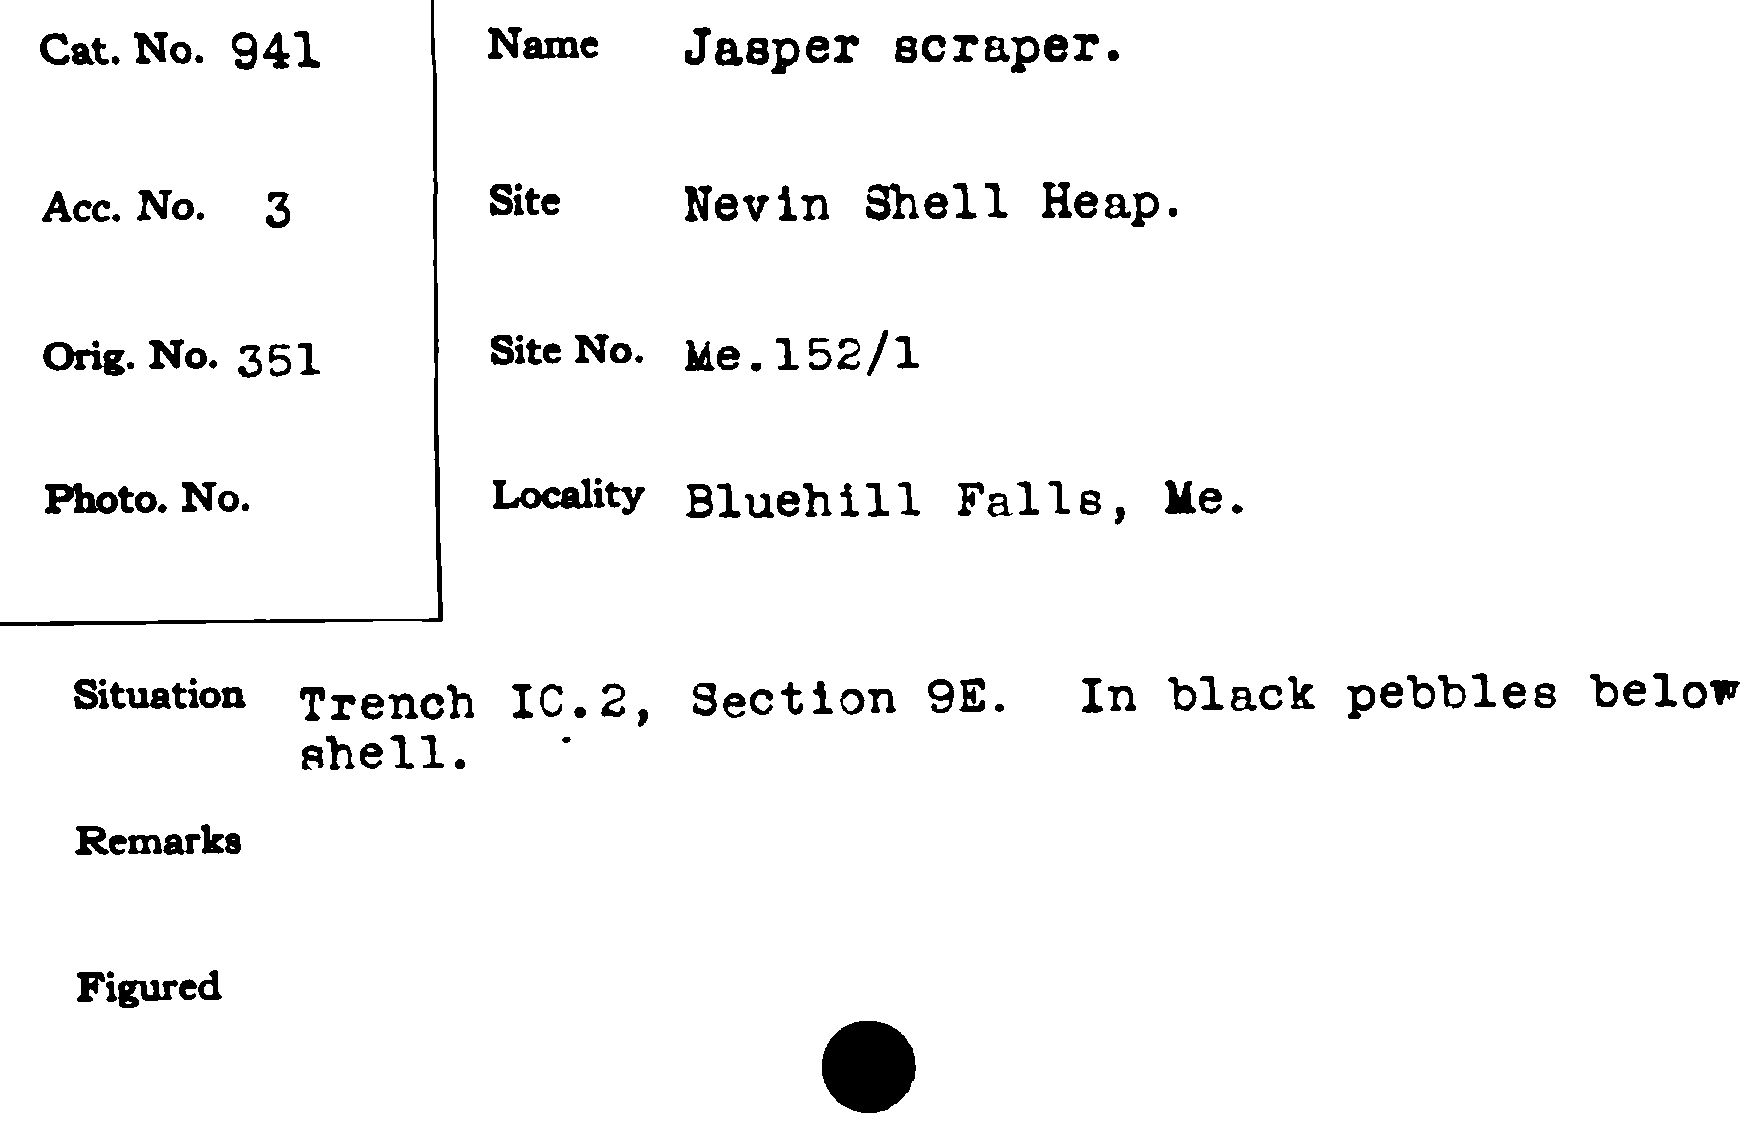 Cat. No. 941
Name Jasper scraper.
Acc. No. 3
Site Nevin Shell Heap.
Orig. No. 351
Site No. Me.152/1
Photo. No.
Locality Bluehill Falls, Me.
Situation Trench IC.2, Section 9E. In black pebbles below
shell.
Remarks
Figured